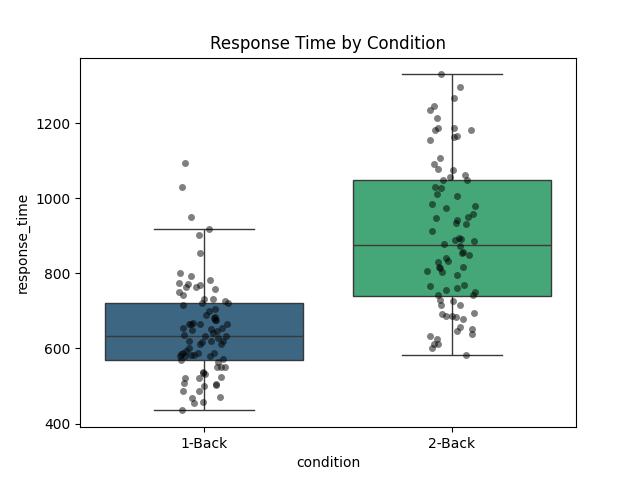 Response Time by Condition
1200
1000
800
600
400
response_time
1-Back
2-Back
condition